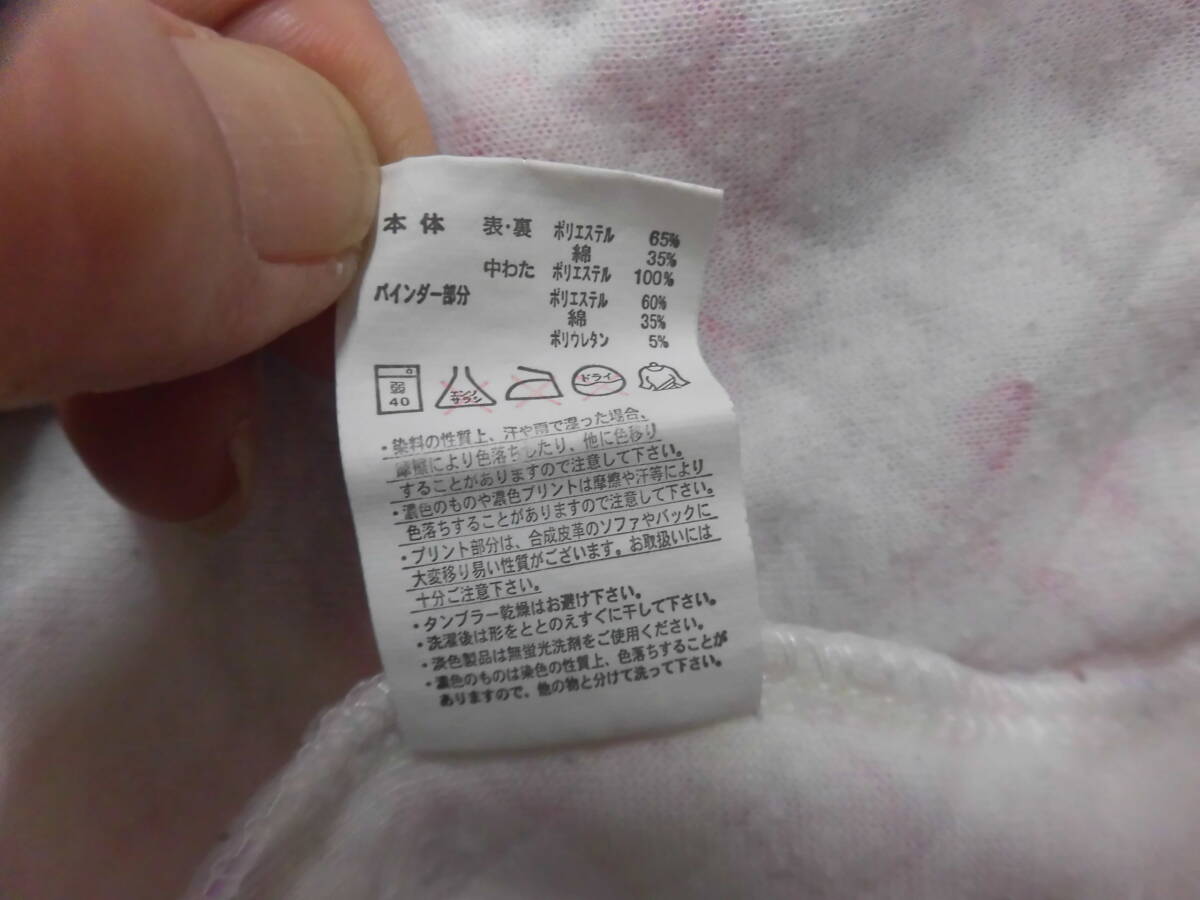 本体 表・裏 ポリエステル 65%
綿 35%
中わた ポリエステル 100%
バインダー部分 ポリエステル 60%
綿 35%
ポリウレタン 5%
弱 40 エンソサラシ ドライ
・染料の性質上、汗や雨で湿った場合、
摩擦により色落ちしたり、他に色移り
することがありますので注意して下さい。
・濃色のものや濃色プリントは摩擦や汗等により
色落ちすることがありますので注意して下さい。
・プリント部分は、合成皮革のソファやバックに
大変移り易い性質がございます。お取扱いには
十分ご注意下さい。
・タンブラー乾燥はお避け下さい。
・洗濯後は形をととのえすぐに干して下さい。
・淡色製品は無蛍光洗剤をご使用ください。
・濃色のものは染色の性質上、色落ちすることが
ありますので、他の物と分けて洗って下さい。